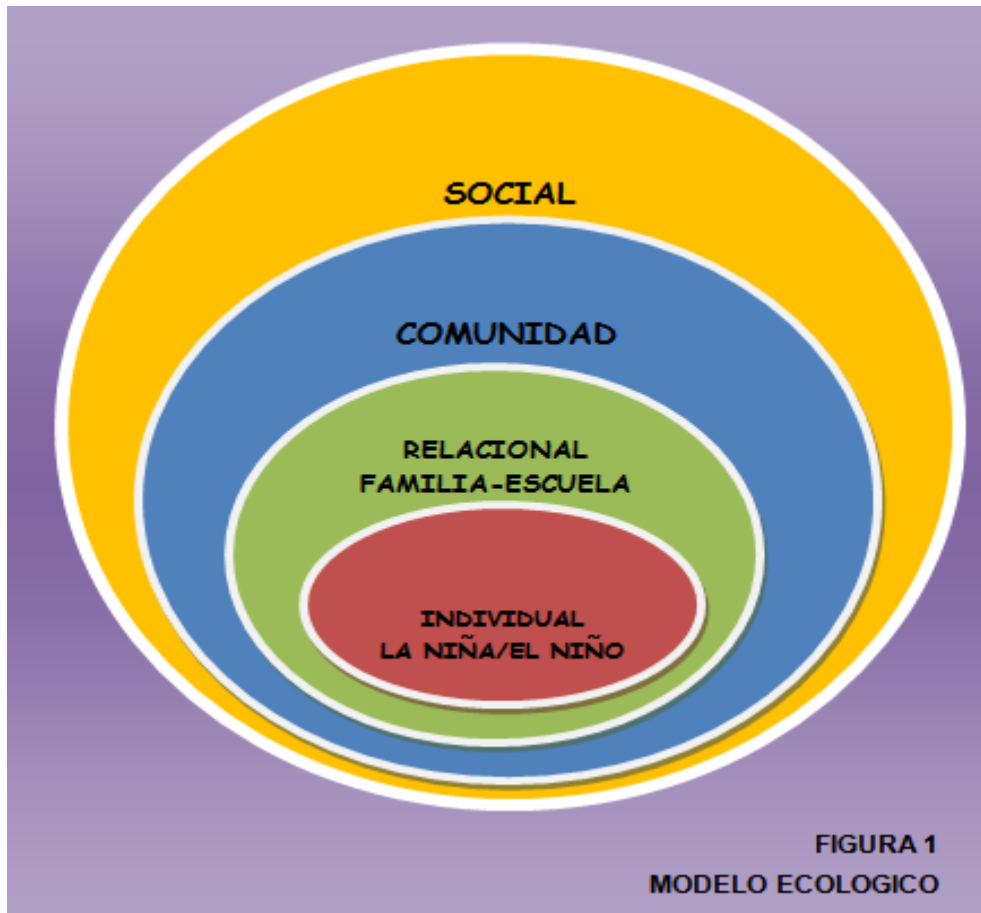 SOCIAL
COMUNIDAD
RELACIONAL
FAMILIA-ESCUELA
INDIVIDUAL
LA NIÑA/EL NIÑO
FIGURA 1
MODELO ECOLOGICO